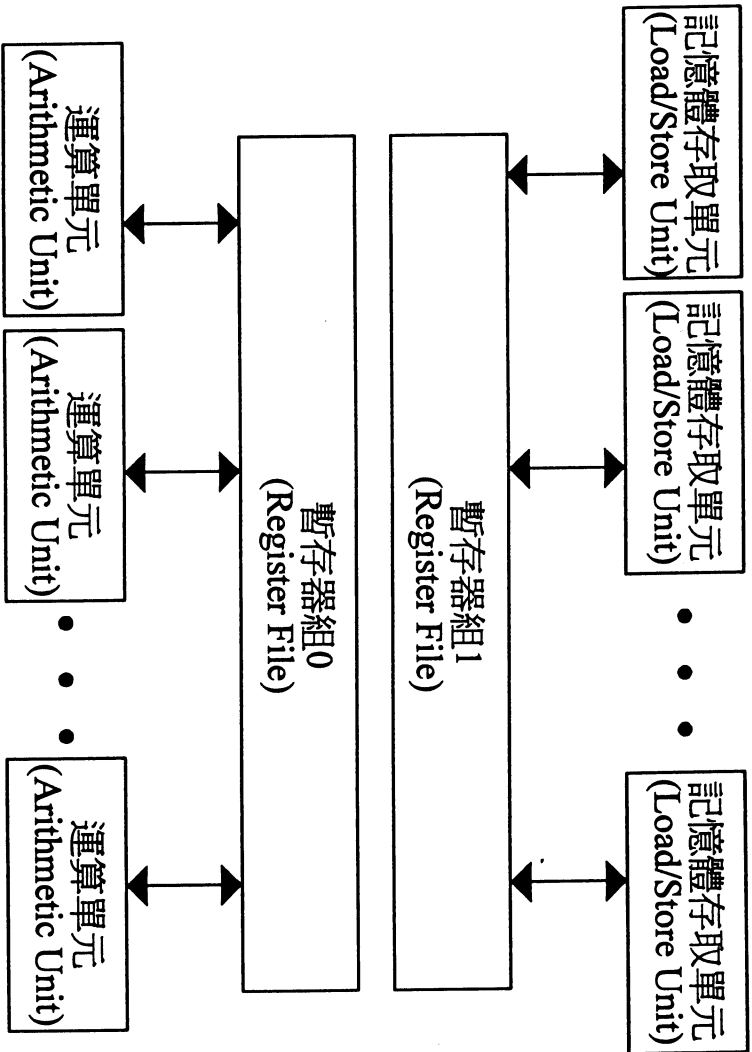 記憶體存取單元
(Load/Store Unit)
記憶體存取單元
(Load/Store Unit)
記憶體存取單元
(Load/Store Unit)
暫存器組1
(Register File)
暫存器組0
(Register File)
運算單元
(Arithmetic Unit)
運算單元
(Arithmetic Unit)
運算單元
(Arithmetic Unit)